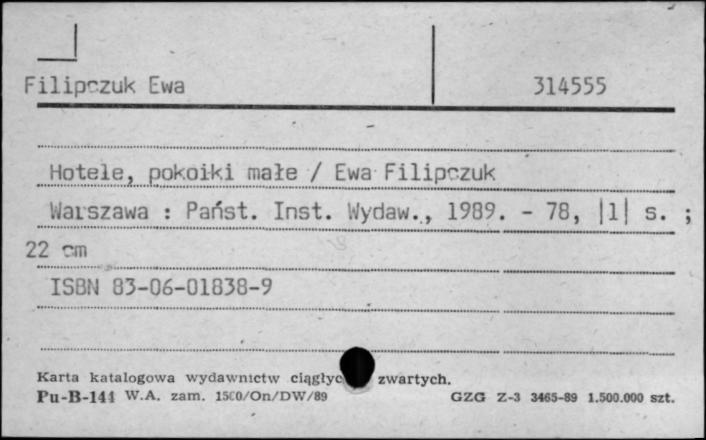 Filipczuk Ewa 314555
Hotele, pokoiki małe / Ewa Filipczuk
Warszawa : Państ. Inst. Wydaw., 1989. - 78, |1| s. ;
22 cm
ISBN 83-06-01838-9
Karta katalogowa wydawnictw ciągłyc zwartych.
Pu-B-144 W.A. zam. 1500/On/DW/89 GZG Z-3 3465-89 1.500.000 szt.